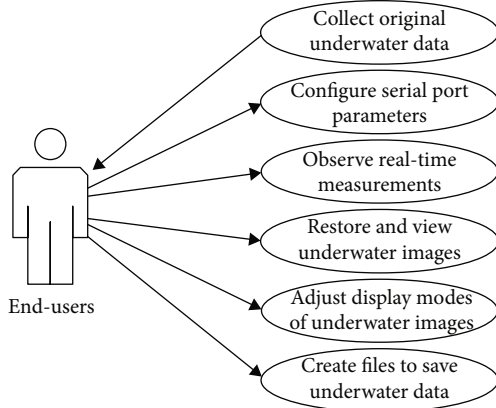 Collect original
underwater data
Configure serial port
parameters
Observe real-time
measurements
Restore and view
underwater images
Adjust display modes
of underwater images
Create files to save
underwater data
End-users